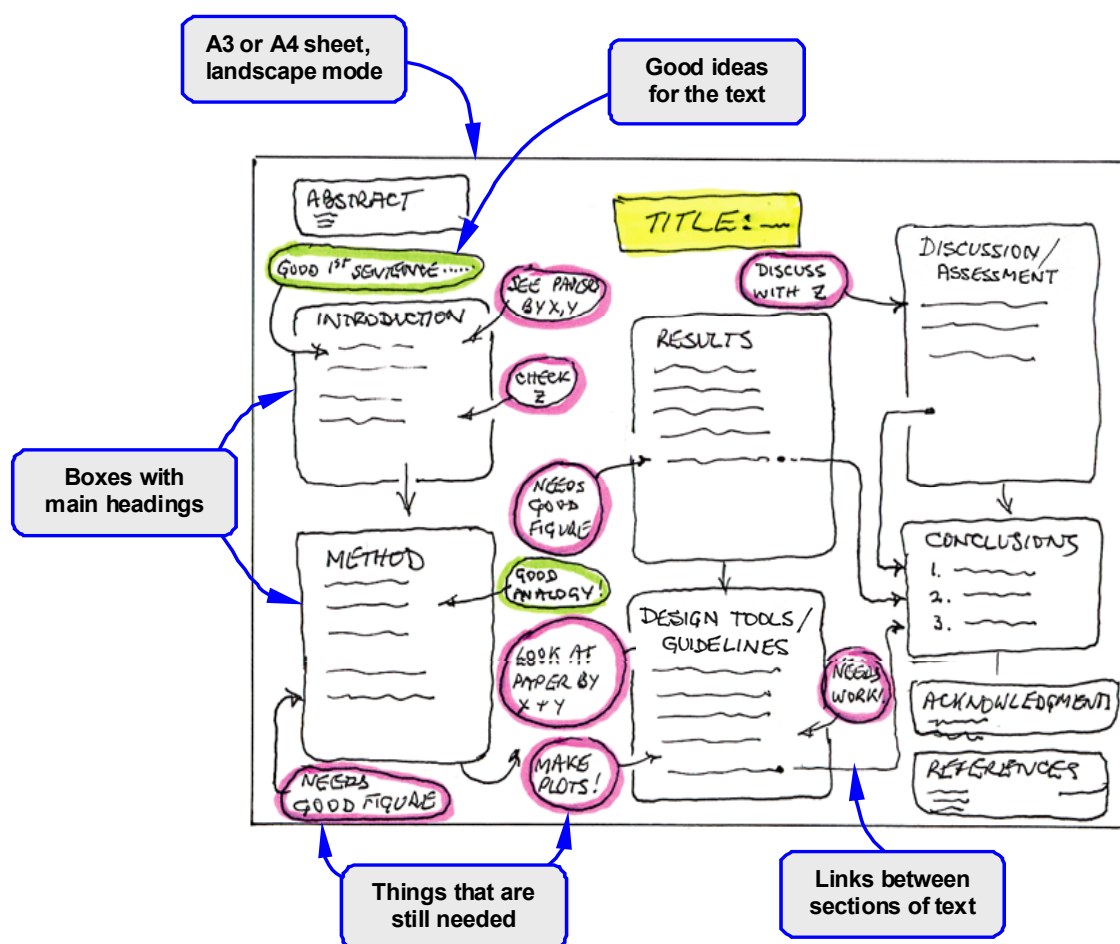 A3 or A4 sheet,
landscape mode
Good ideas
for the text
ABSTRACT
TITLE:
GOOD 1ST SENTENCE ......
SEE PAPERS
BY X, Y
INTRODUCTION
CHECK
Z
Boxes with
main headings
METHOD
GOOD
ANALOGY!
NEEDS
GOOD FIGURE
DISCUSS
WITH Z
RESULTS
NEEDS
GOOD
FIGURE
DESIGN TOOLS/
GUIDELINES
LOOK AT
PAPER BY
X + Y
MAKE
PLOTS!
NEEDS
WORK!
DISCUSSION/
ASSESSMENT
CONCLUSIONS
1.
2.
3.
ACKNOWLEDGMENTS
REFERENCES
Things that are
still needed
Links between
sections of text